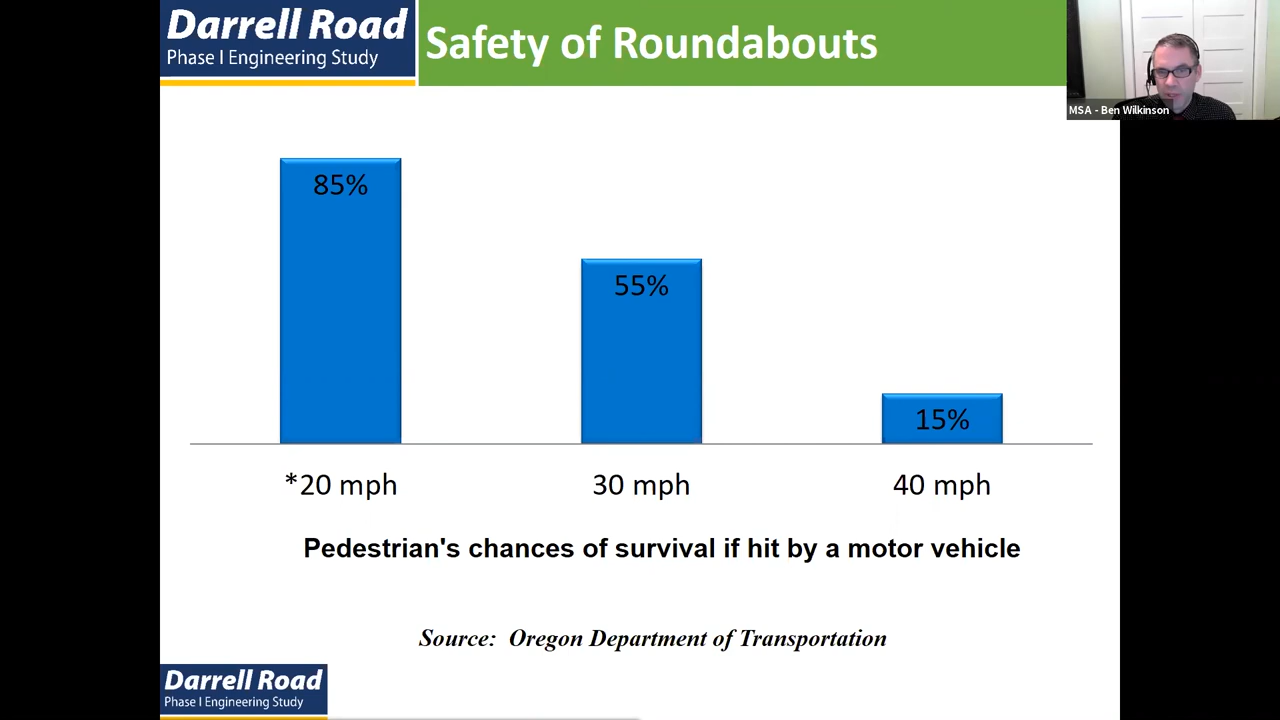 Darrell Road
Phase I Engineering Study
Safety of Roundabouts
MSA - Ben Wilkinson
85%
55%
15%
*20 mph
30 mph
40 mph
Pedestrian's chances of survival if hit by a motor vehicle
Source: Oregon Department of Transportation
Darrell Road
Phase I Engineering Study